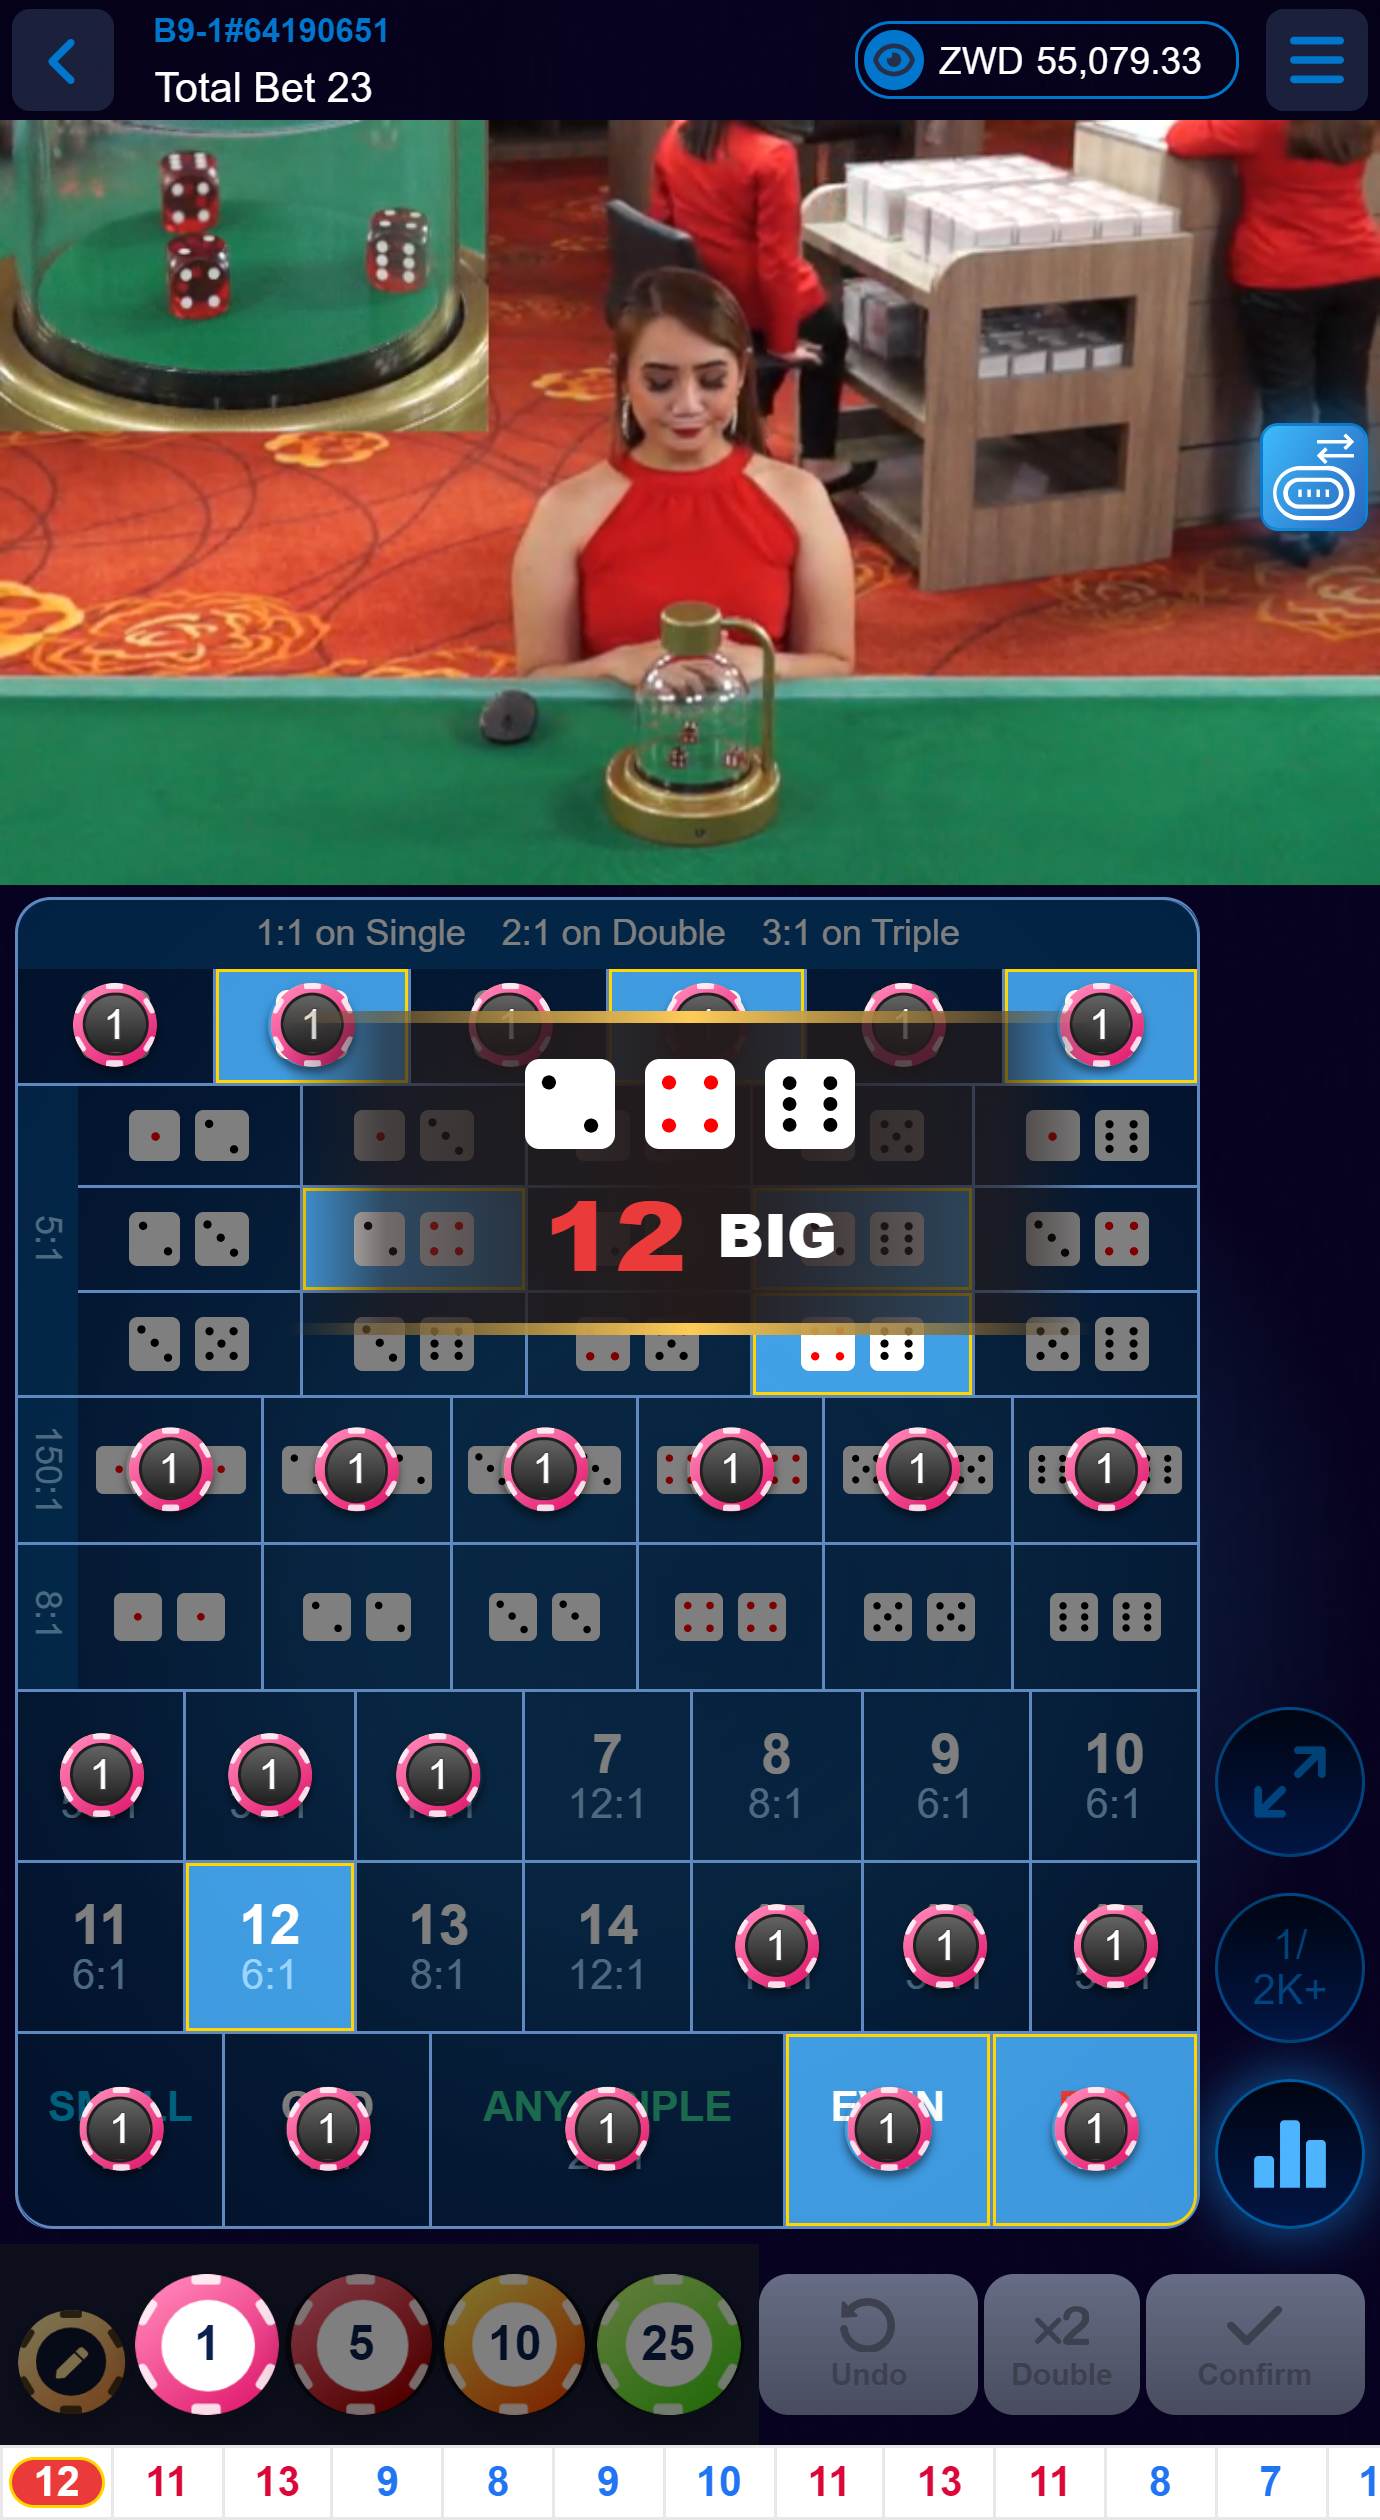 B9-1#64190651
Total Bet 23
ZWD 55,079.33
1:1 on Single 2:1 on Double 3:1 on Triple
1 1 1 1
12 BIG
5:1
150:1
1 1 1 1 1 1
8:1
1 1 1 7 8 9 10
12:1 8:1 6:1 6:1
11 12 13 14 1 1 1
6:1 6:1 8:1 12:1
1/
2K+
1 1 1 1 1
1 5 10 25
x2
Undo Double Confirm
12 11 13 9 8 9 10 11 13 11 8 7